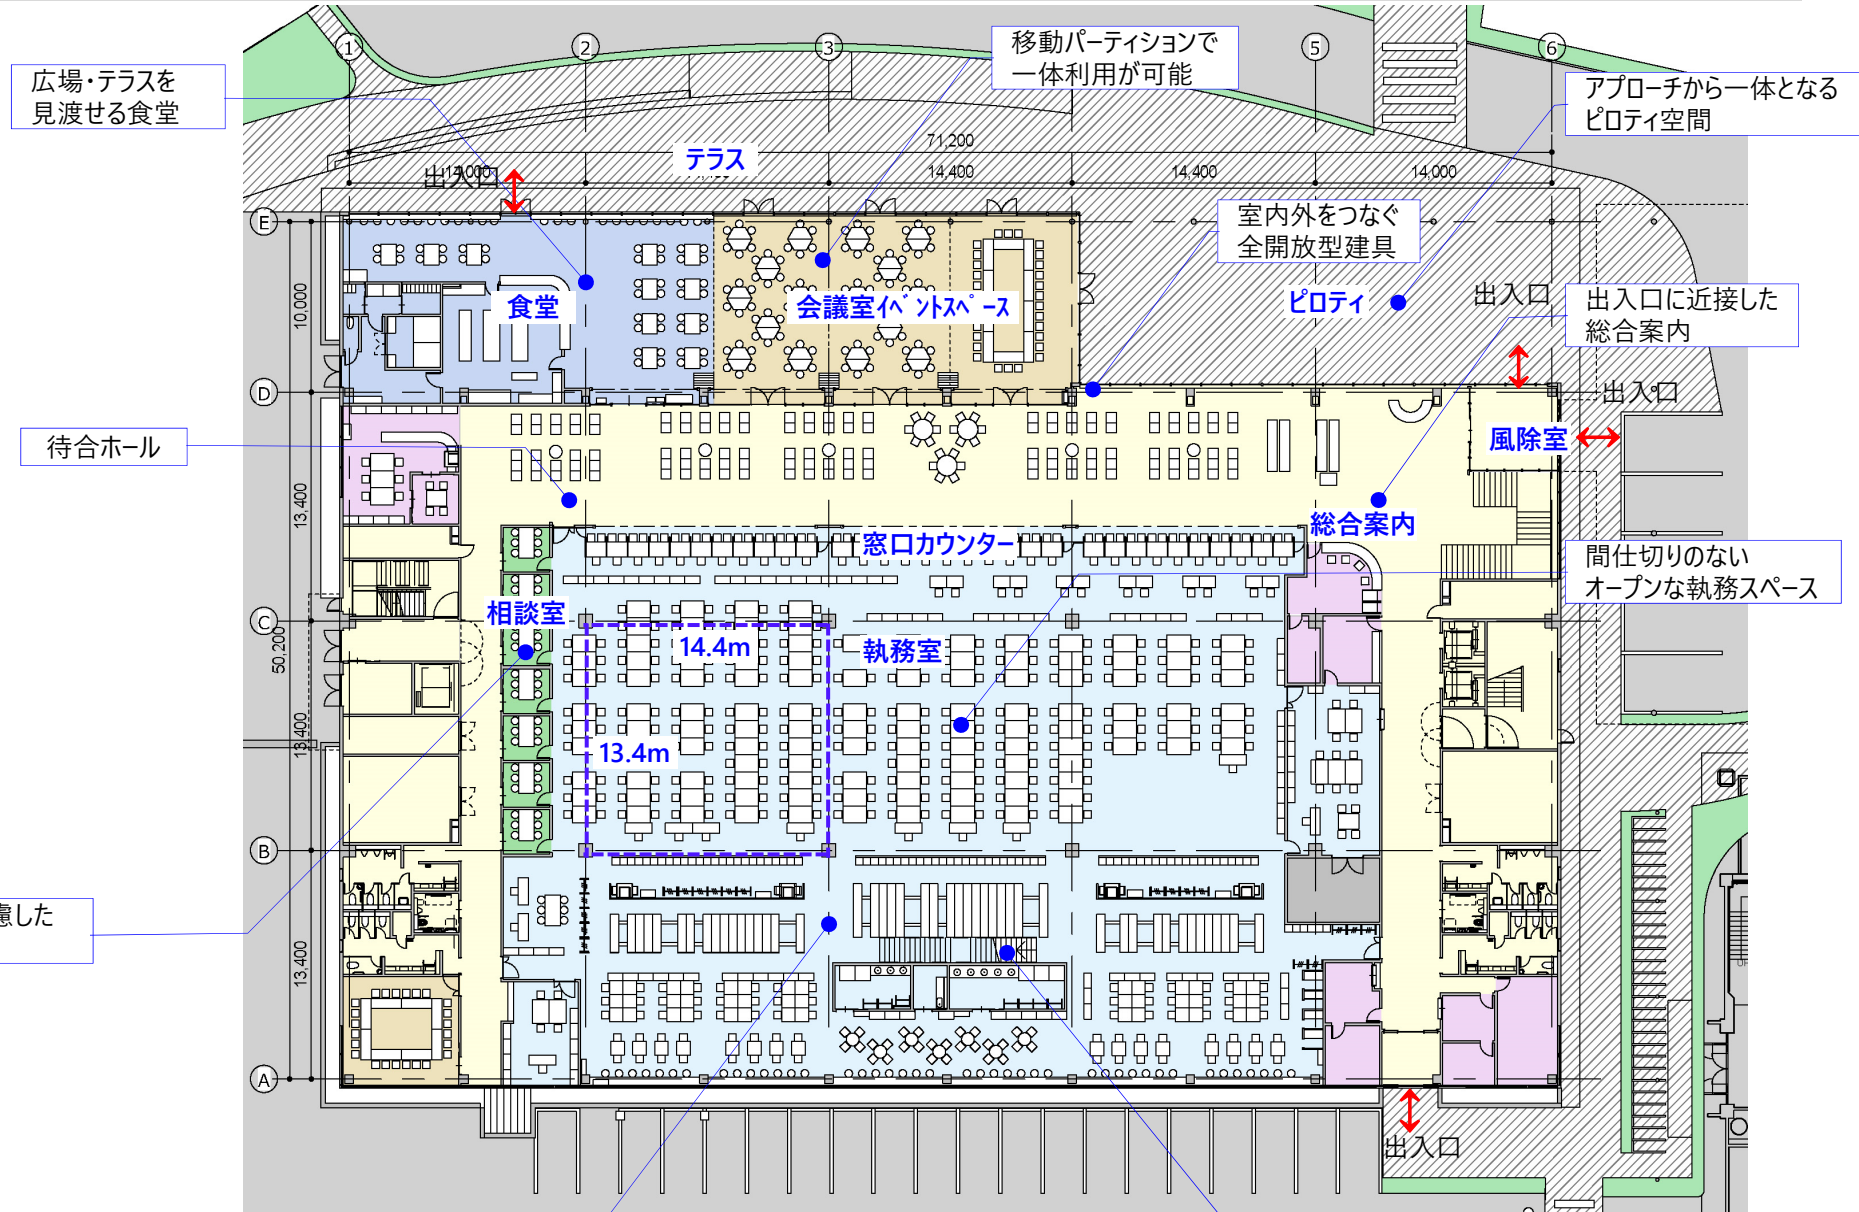 1
2
3
5
6
広場・テラスを
見渡せる食堂
移動パーティションで
一体利用が可能
アプローチから一体となる
ピロティ空間
71,200
テラス
出入口
14,000
14,400
14,400
14,000
E
室内外をつなぐ
全開放型建具
10,000
食堂
会議室イベントスペース
ピロティ
出入口
出入口に近接した
総合案内
D
出入口
待合ホール
風除室
13,400
窓口カウンター
総合案内
間仕切りのない
オープンな執務スペース
相談室
C
14.4m
執務室
50,200
13,400
13.4m
B
慮した
13,400
A
出入口